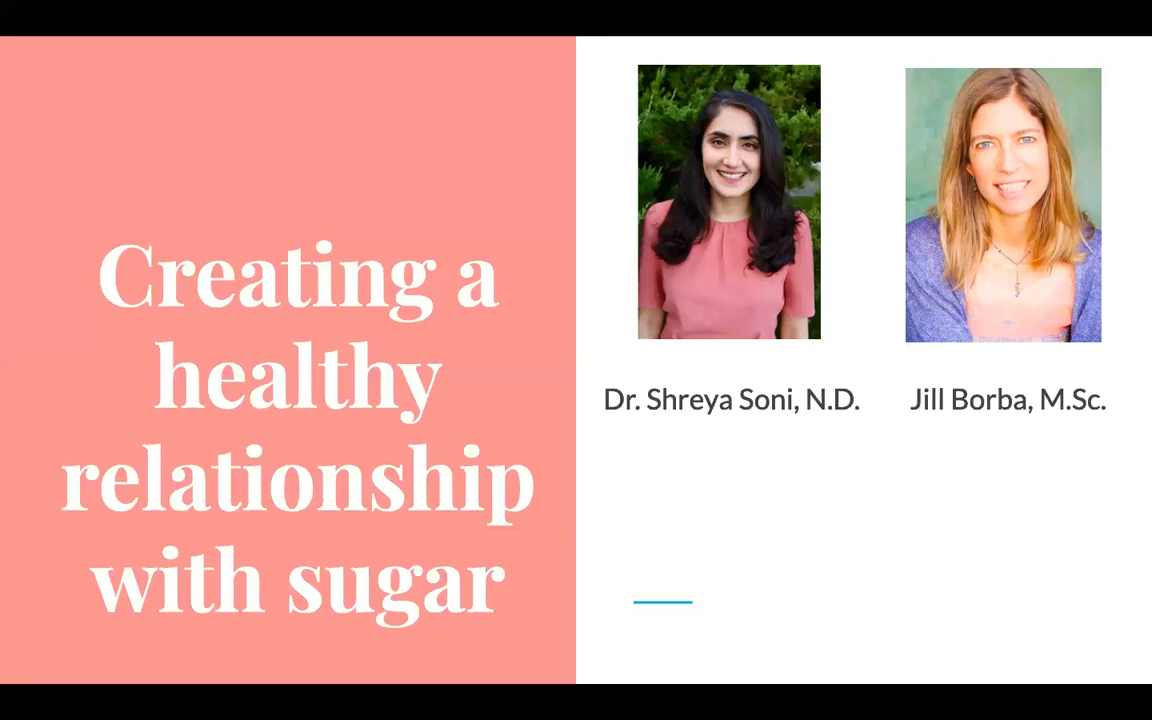 Creating a
healthy
relationship
with sugar
Dr. Shreya Soni, N.D.
Jill Borba, M.Sc.